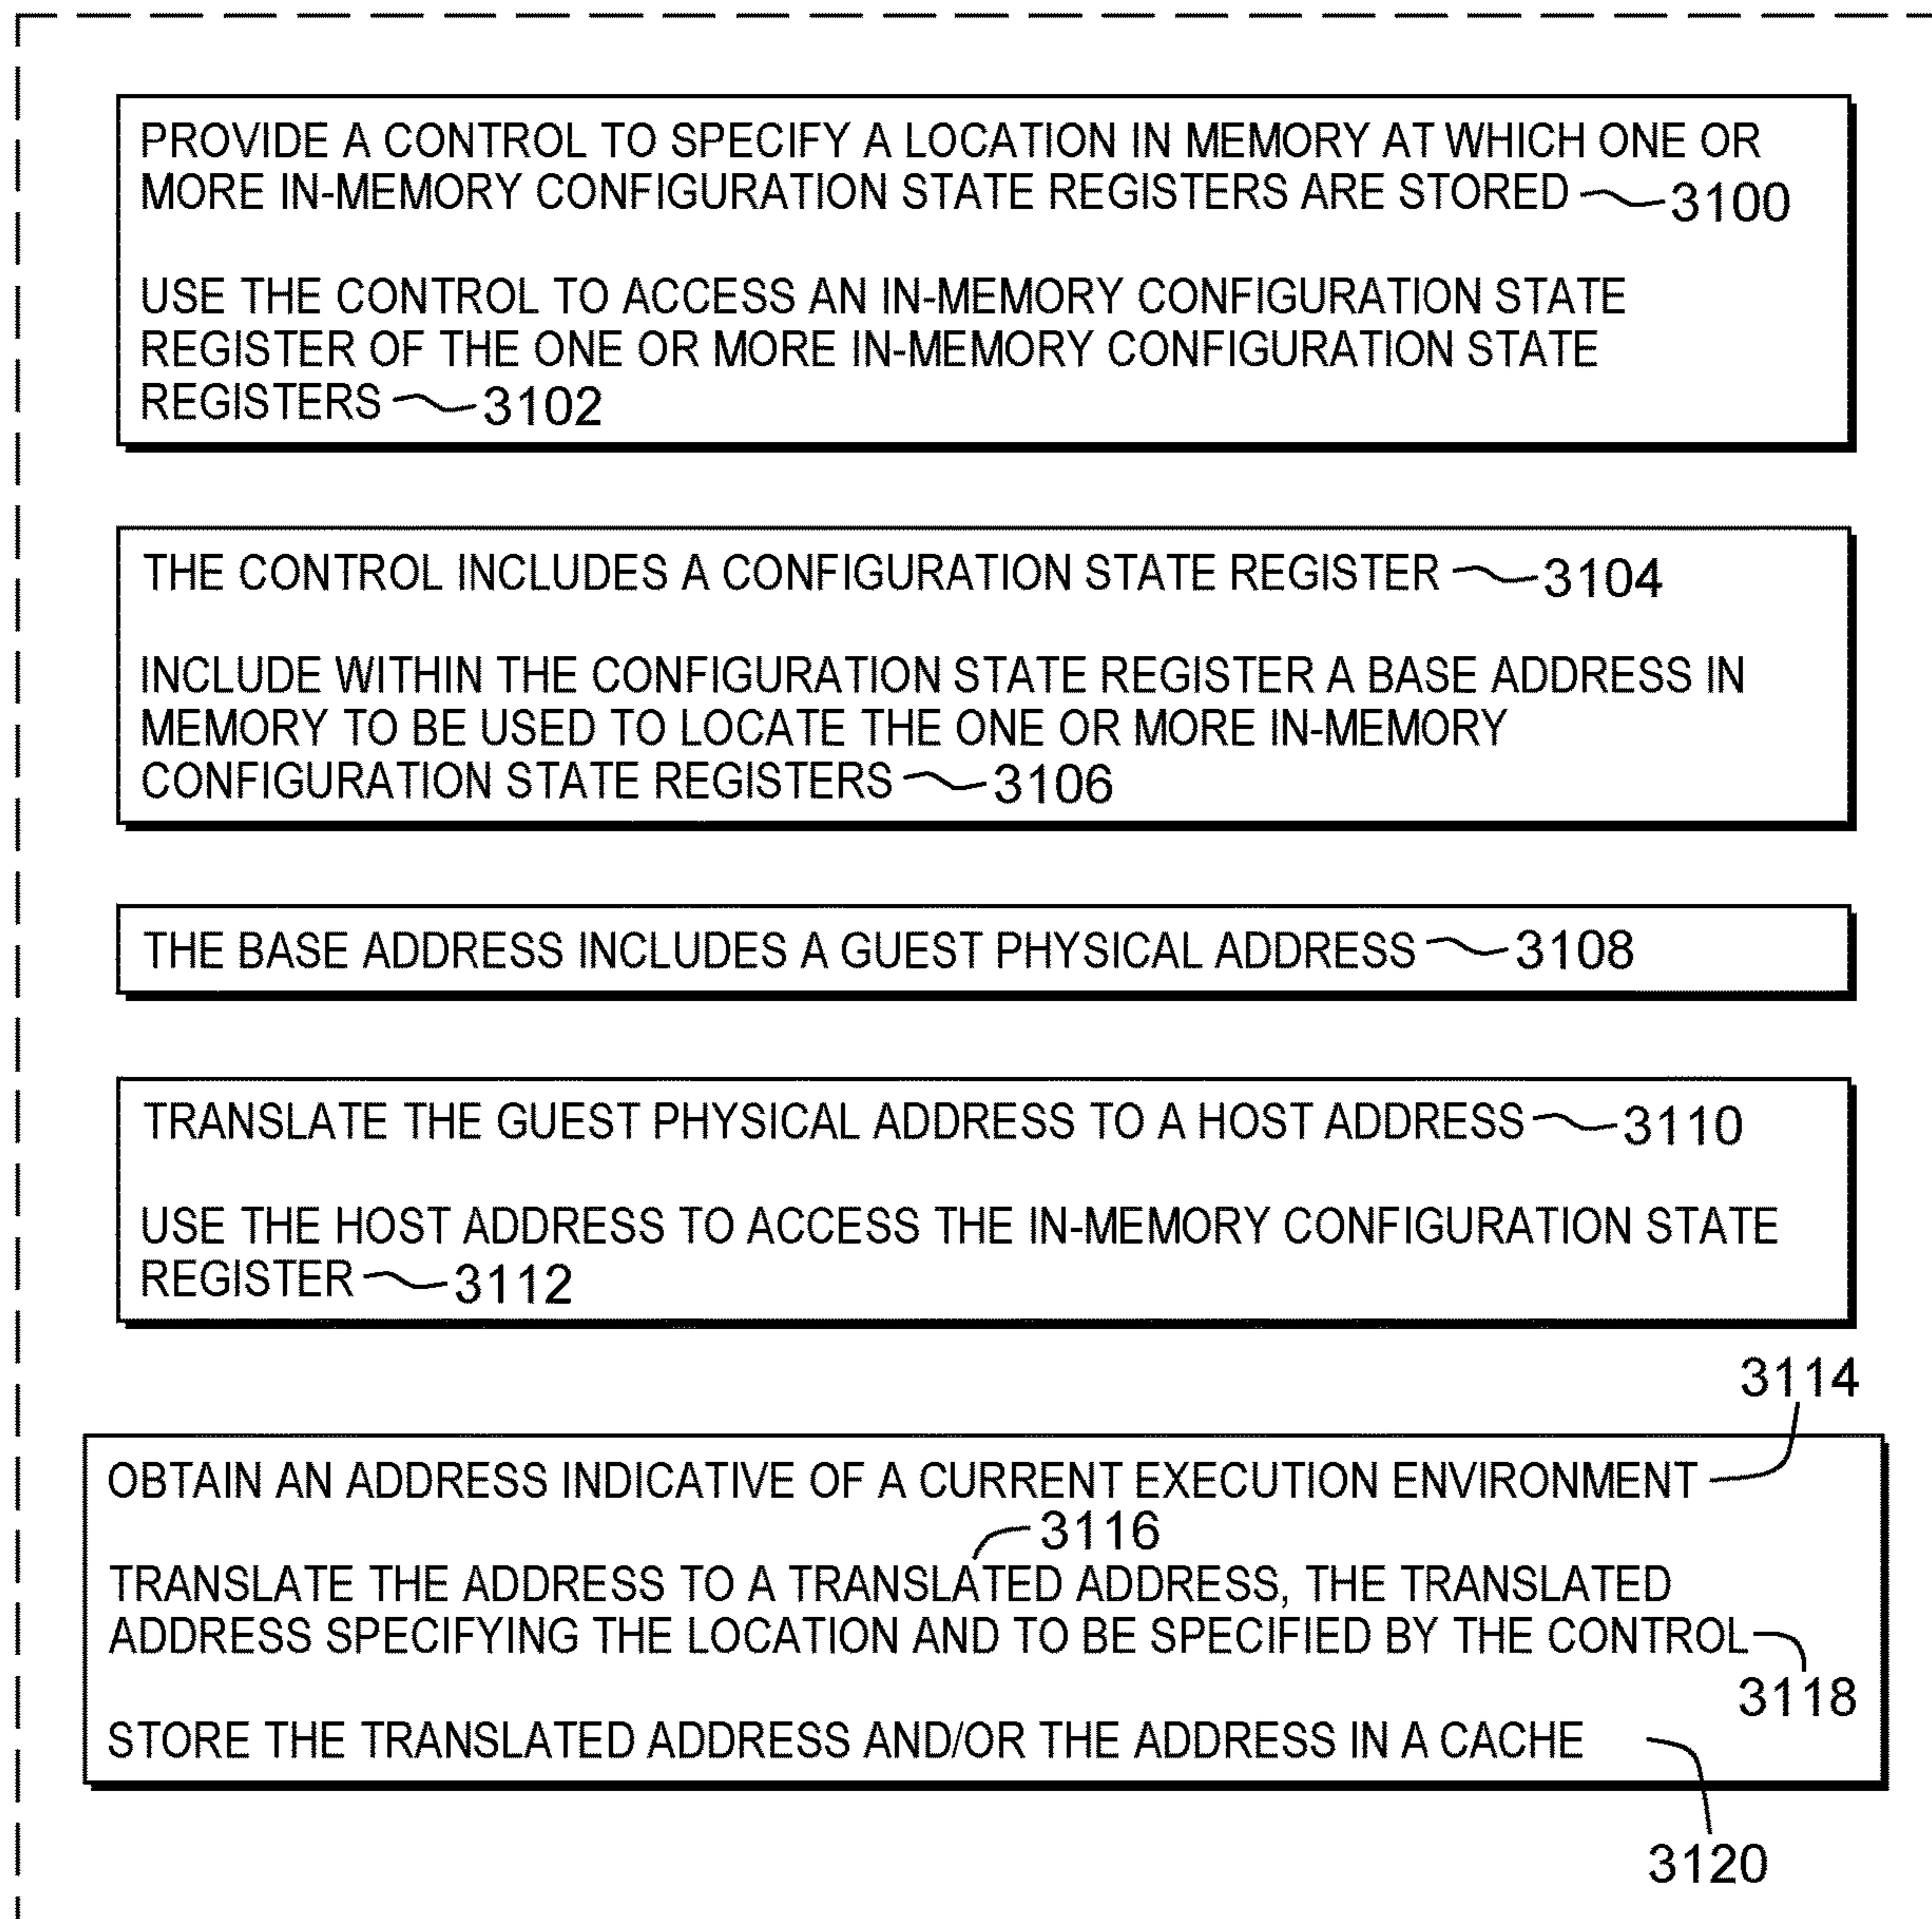 PROVIDE A CONTROL TO SPECIFY A LOCATION IN MEMORY AT WHICH ONE OR
MORE IN-MEMORY CONFIGURATION STATE REGISTERS ARE STORED 3100
USE THE CONTROL TO ACCESS AN IN-MEMORY CONFIGURATION STATE
REGISTER OF THE ONE OR MORE IN-MEMORY CONFIGURATION STATE
REGISTERS 3102
THE CONTROL INCLUDES A CONFIGURATION STATE REGISTER 3104
INCLUDE WITHIN THE CONFIGURATION STATE REGISTER A BASE ADDRESS IN
MEMORY TO BE USED TO LOCATE THE ONE OR MORE IN-MEMORY
CONFIGURATION STATE REGISTERS 3106
THE BASE ADDRESS INCLUDES A GUEST PHYSICAL ADDRESS 3108
TRANSLATE THE GUEST PHYSICAL ADDRESS TO A HOST ADDRESS 3110
USE THE HOST ADDRESS TO ACCESS THE IN-MEMORY CONFIGURATION STATE
REGISTER 3112
3114
OBTAIN AN ADDRESS INDICATIVE OF A CURRENT EXECUTION ENVIRONMENT
3116
TRANSLATE THE ADDRESS TO A TRANSLATED ADDRESS, THE TRANSLATED
ADDRESS SPECIFYING THE LOCATION AND TO BE SPECIFIED BY THE CONTROL
3118
STORE THE TRANSLATED ADDRESS AND/OR THE ADDRESS IN A CACHE
3120